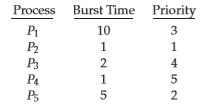 Process Burst Time Priority
P1 10 3
P2 1 1
P3 2 4
P4 1 5
P5 5 2